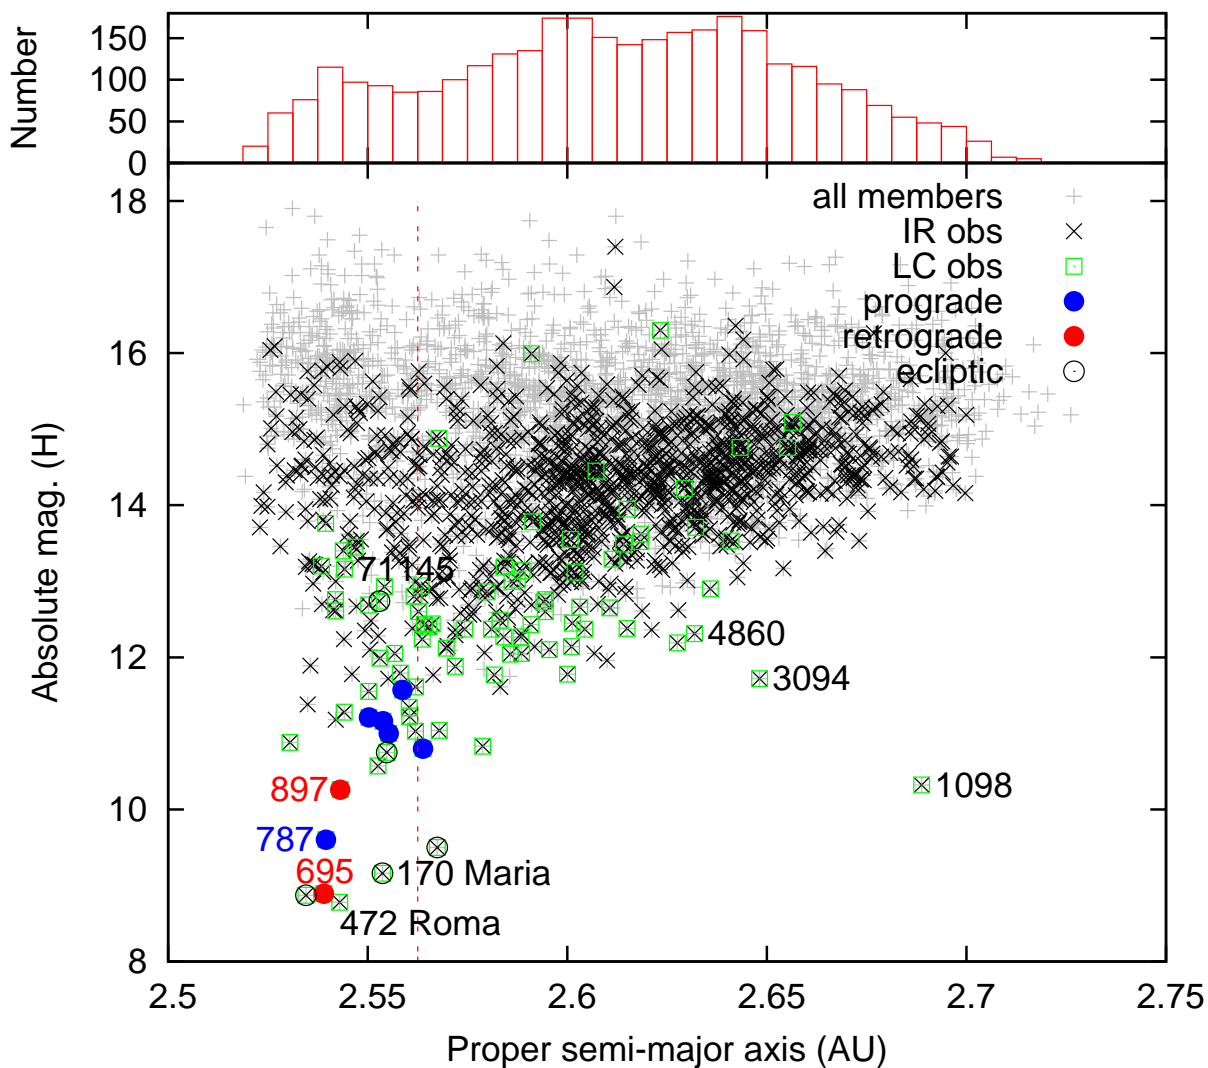 Number
150
100
50
0
18
16
14
12
10
8
Absolute mag. (H)
all members
IR obs
LC obs
prograde
retrograde
ecliptic
71145
4860
3094
1098
897
787
695
170 Maria
472 Roma
2.5
2.55
2.6
2.65
2.7
2.75
Proper semi-major axis (AU)